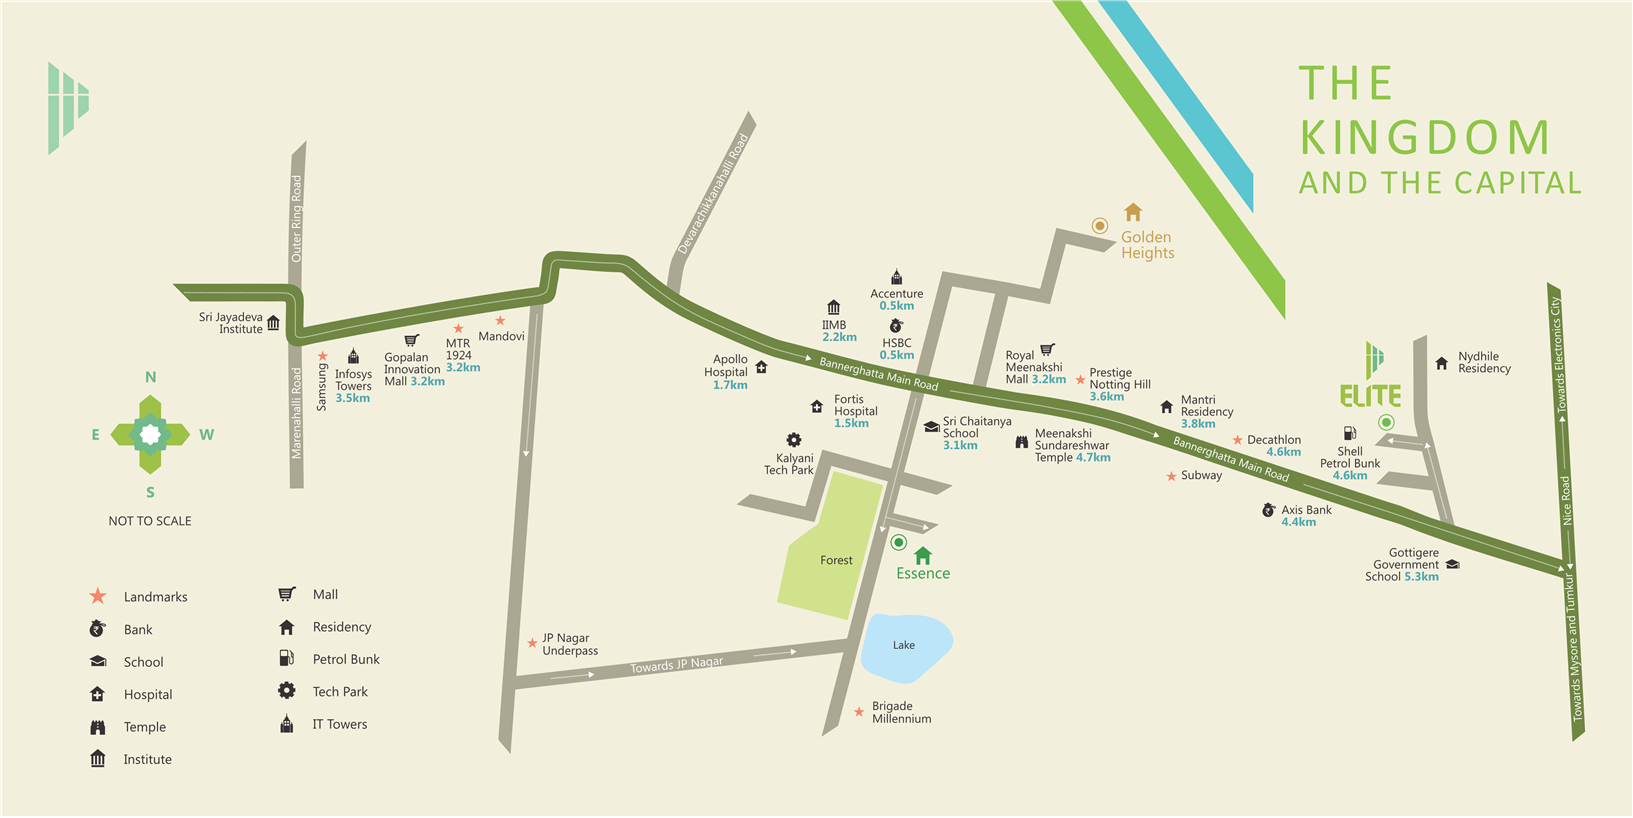 THE
KINGDOM
AND THE CAPITAL
Outer Ring Road
Devarachikkanahalli Road
Golden
Heights
Sri Jayadeva
Institute
Samsung
Infosys
Towers
3.5km
Gopalan
Innovation
Mall 3.2km
MTR
1924
3.2km
Mandovi
Marenahalli Road
Accenture
0.5km
IIMB
2.2km
HSBC
0.5km
Apollo
Hospital
1.7km
Bannerghatta Main Road
Fortis
Hospital
1.5km
Kalyani
Tech Park
Royal
Meenakshi
Mall 3.2km
Prestige
Notting Hill
3.6km
Sri Chaitanya
School
3.1km
Meenakshi
Sundareshwar
Temple 4.7km
Mantri
Residency
3.8km
Decathlon
4.6km
Subway
Bannerghatta Main Road
Axis Bank
4.4km
ELITE
Shell
Petrol Bunk
4.6km
Nydhile
Residency
Gottigere
Government
School 5.3km
Towards Electronics City
Nice Road
Towards Mysore and Tumkur
Forest
Essence
Lake
JP Nagar
Underpass
Towards JP Nagar
Brigade
Millennium
N
E
W
S
NOT TO SCALE
Landmarks
Bank
School
Hospital
Temple
Institute
Mall
Residency
Petrol Bunk
Tech Park
IT Towers